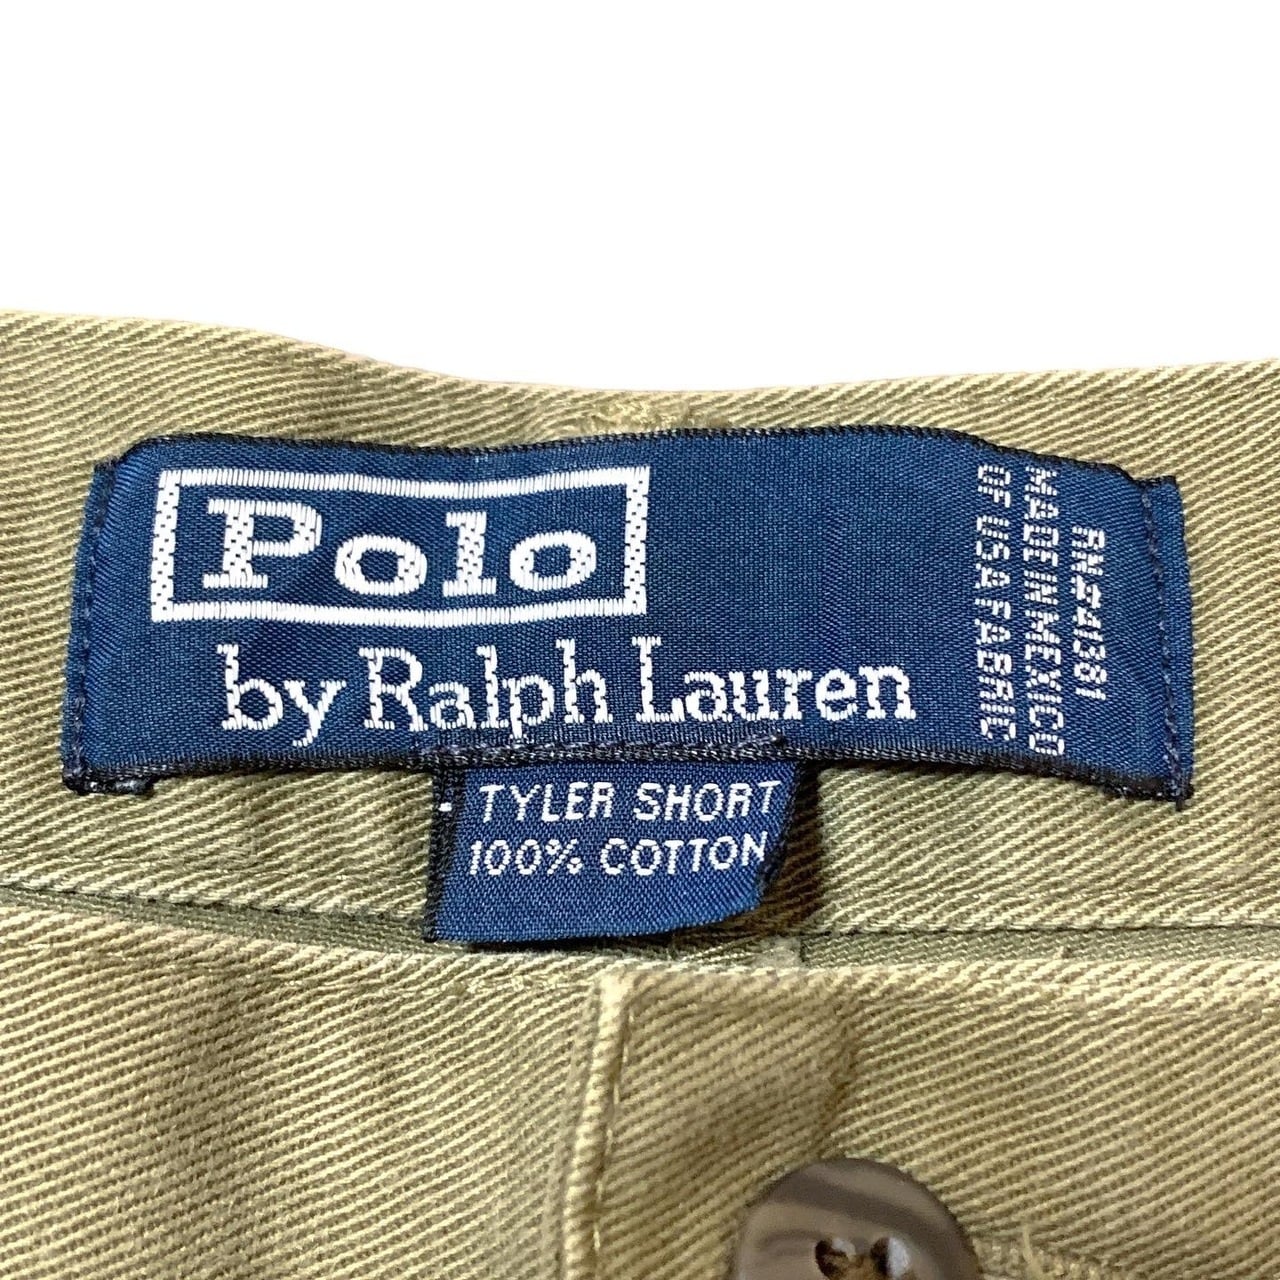 Polo
by Ralph Lauren
RN 41381
MADE IN MEXICO
OF USA FABRIC
TYLER SHORT
100% COTTON